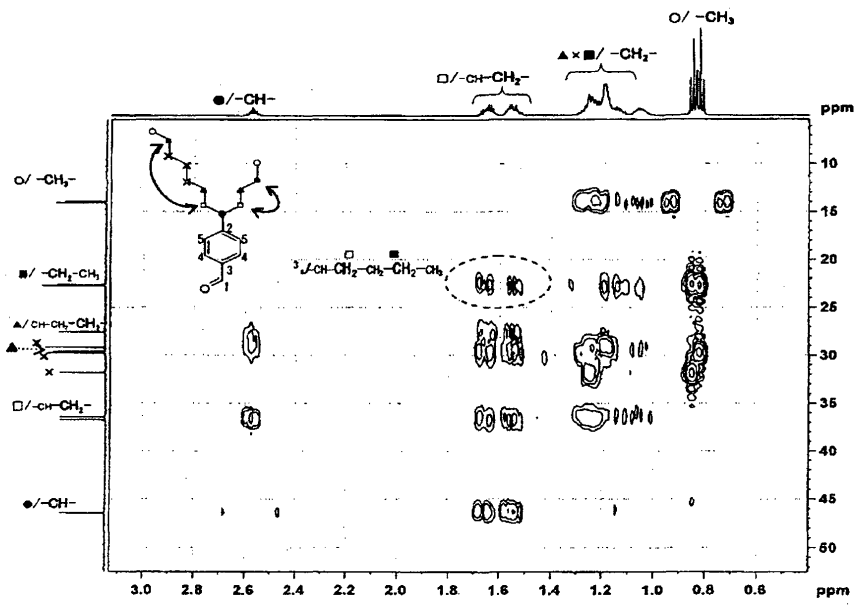 O/ -CH₃
▲ × ■/ -CH₂-
□/ -CH-CH₂-
●/-CH-
ppm
O/ -CH₃-
■/ -CH₂-CH₃
▲/CH-CH₂-CH₂-
□/-CH-CH₂-
●/-CH-
2
5 5
4 4
3
O 1
□ ■
/CH-CH₂-CH₂-CH₂-CH₃
10
15
20
25
30
35
40
45
50
3.0 2.8 2.6 2.4 2.2 2.0 1.8 1.6 1.4 1.2 1.0 0.8 0.6 ppm